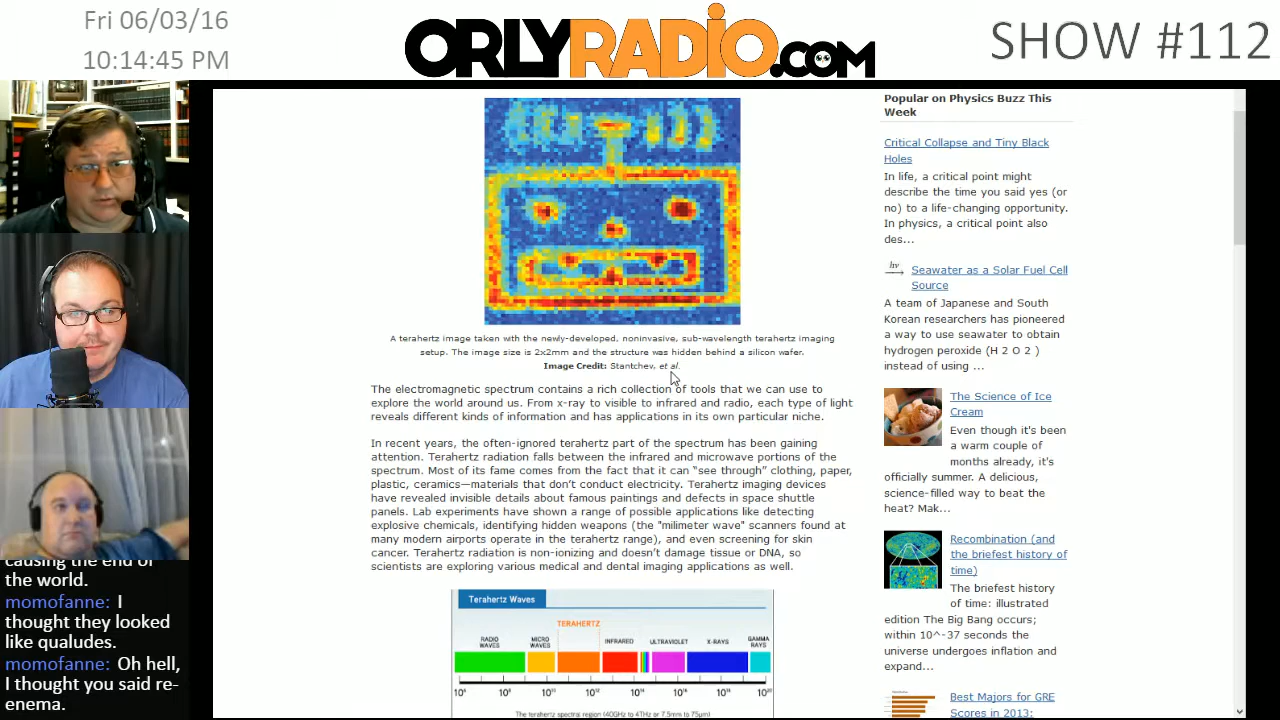 Fri 06/03/16
10:14:45 PM
ORLYRADiO.COM
SHOW #112
A terahertz image taken with the newly-developed, noninvasive, sub-wavelength terahertz imaging
setup. The image size is 2x2mm and the structure was hidden behind a silicon wafer.
Image Credit: Stantchev, et al.
The electromagnetic spectrum contains a rich collection of tools that we can use to
explore the world around us. From x-ray to visible to infrared and radio, each type of light
reveals different kinds of information and has applications in its own particular niche.
In recent years, the often-ignored terahertz part of the spectrum has been gaining
attention. Terahertz radiation falls between the infrared and microwave portions of the
spectrum. Most of its fame comes from the fact that it can “see through” clothing, paper,
plastic, ceramics—materials that don’t conduct electricity. Terahertz imaging devices
have revealed invisible details about famous paintings and defects in space shuttle
panels. Lab experiments have shown a range of possible applications like detecting
explosive chemicals, identifying hidden weapons (the "milimeter wave" scanners found at
many modern airports operate in the terahertz range), and even screening for skin
cancer. Terahertz radiation is non-ionizing and doesn’t damage tissue or DNA, so
scientists are exploring various medical and dental imaging applications as well.
Terahertz Waves
TERAHERTZ
RADIO
WAVES
MICRO
WAVES
INFRARED
ULTRAVIOLET
X-RAYS
GAMMA
RAYS
The terahertz spectral region (40GHz to 4THz or 7.5mm to 75μm)
Popular on Physics Buzz This
Week
Critical Collapse and Tiny Black
Holes
In life, a critical point might
describe the time you said yes (or
no) to a life-changing opportunity.
In physics, a critical point also
des...
hν
Seawater as a Solar Fuel Cell
Source
A team of Japanese and South
Korean researchers has pioneered
a way to use seawater to obtain
hydrogen peroxide (H 2 O 2 )
instead of using ...
The Science of Ice
Cream
Even though it's been
a warm couple of
months already, it's
officially summer. A delicious,
science-filled way to beat the
heat? Mak...
Recombination (and
the briefest history of
time)
The briefest history
of time: illustrated
edition The Big Bang occurs;
within 10^-37 seconds the
universe undergoes inflation and
expand...
Best Majors for GRE
Scores in 2013:
causing the end of
the world.
momofanne: I
thought they looked
like qualudes.
momofanne: Oh hell,
I thought you said re-
enema.